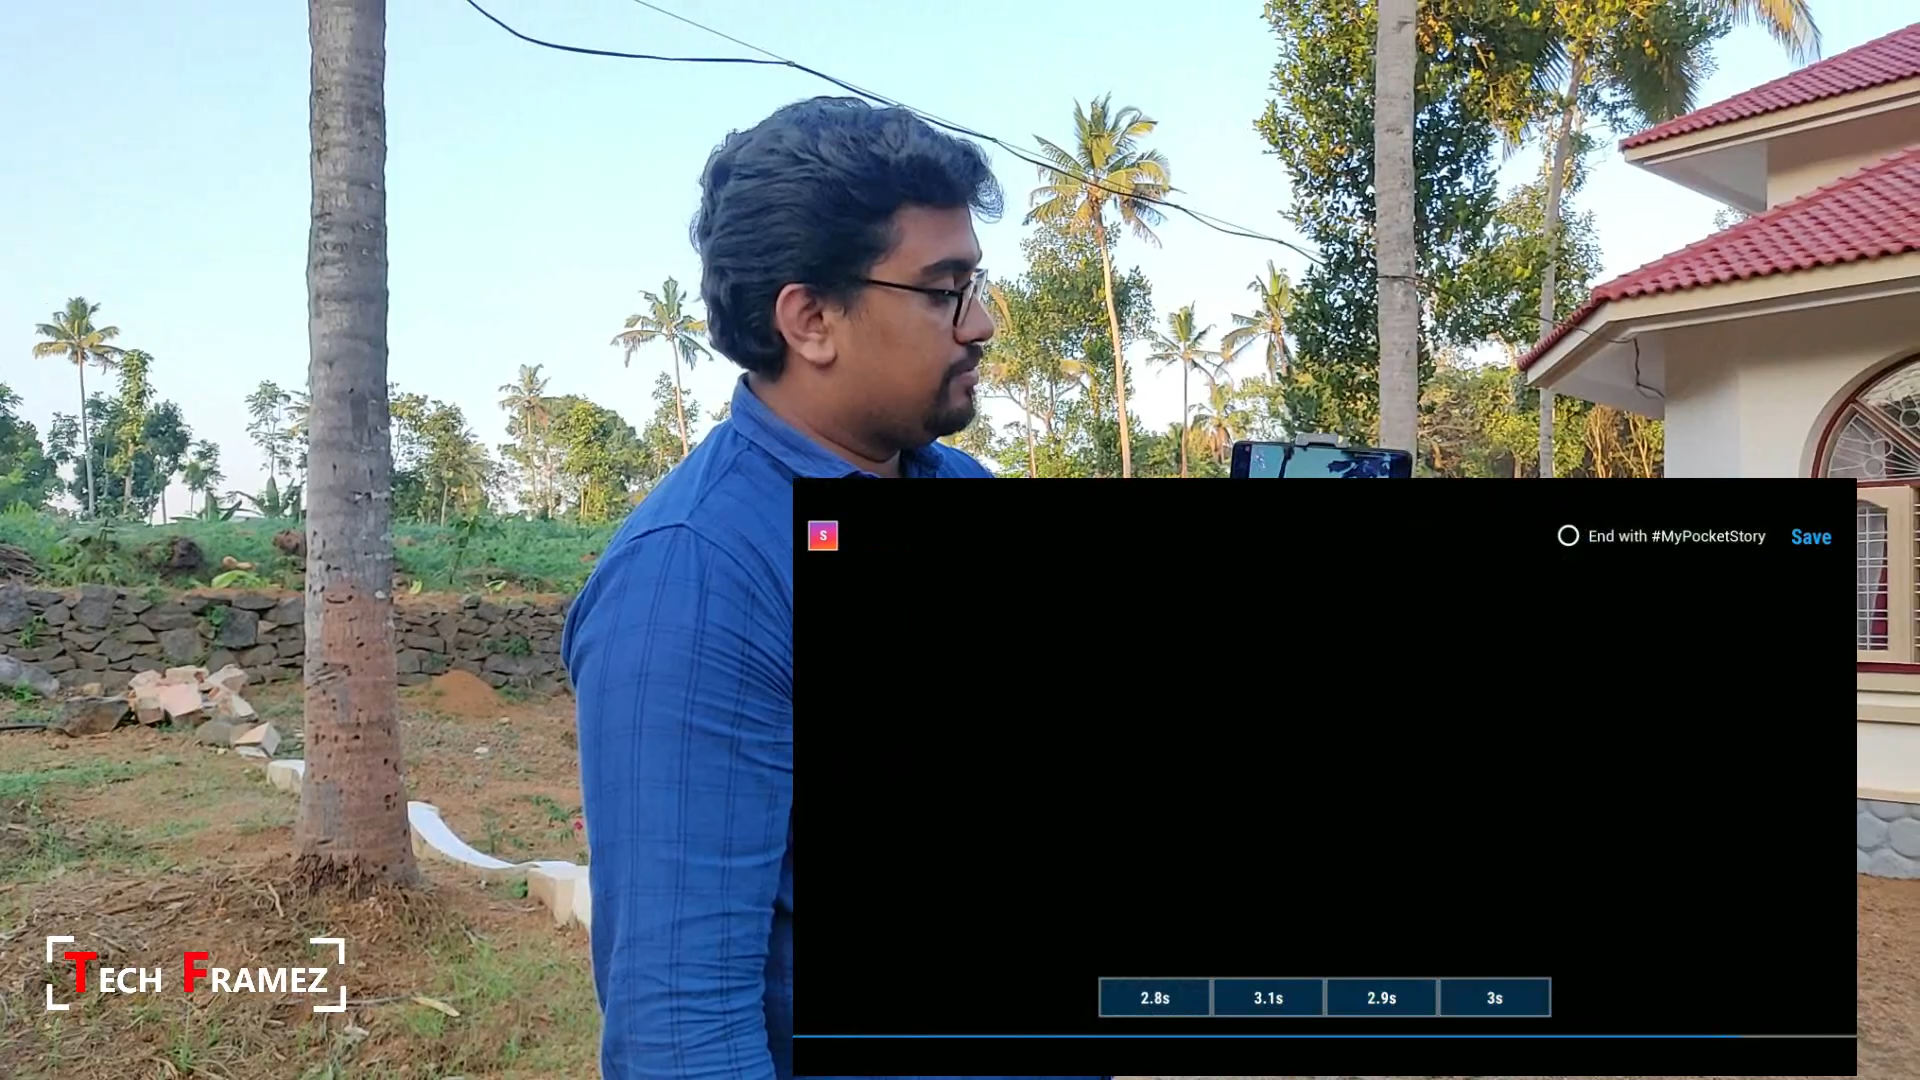 S
End with #MyPocketStory
Save
2.8s
3.1s
2.9s
3s
TECH FRAMEZ